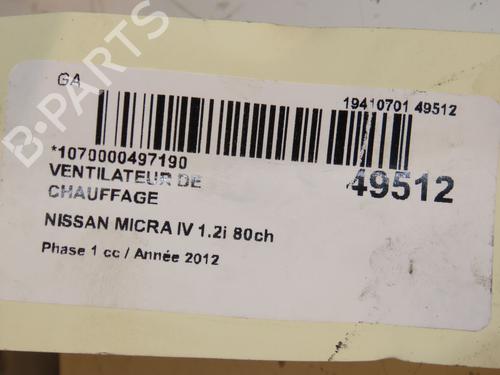 B-PARTS
GA
19410701 49512
*1070000497190
49512
VENTILATEUR DE
CHAUFFAGE
NISSAN MICRA IV 1.2i 80ch
Phase 1 cc / Année 2012